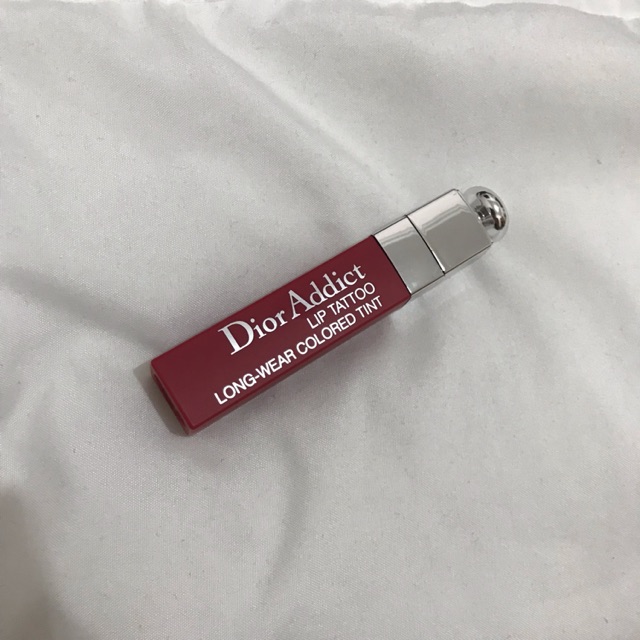 Dior Addict
LIP TATTOO
LONG-WEAR COLORED TINT